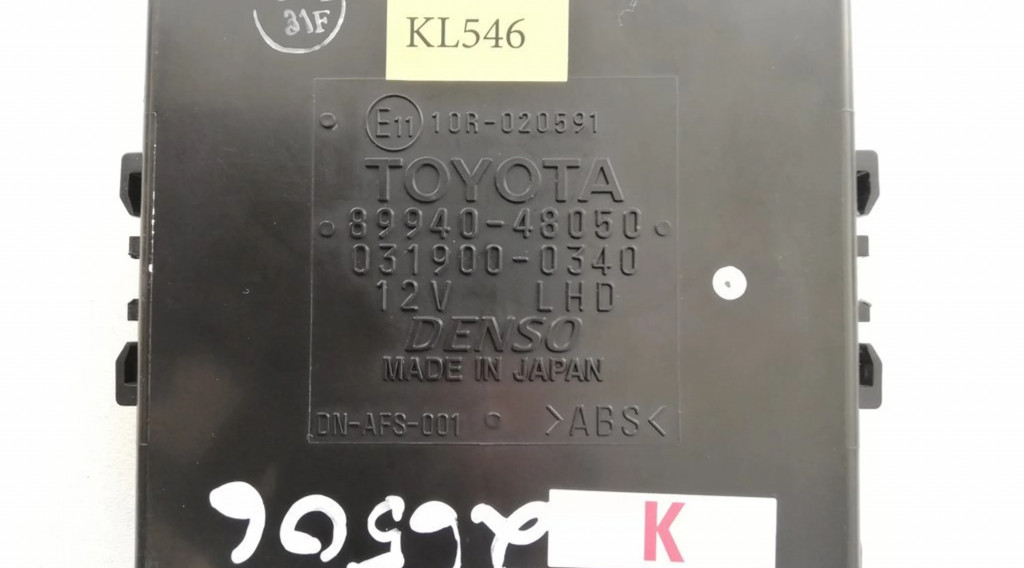 31F
KL546
E11 10R-020591
TOYOTA
89940-48050
031900-0340
12V LHD
DENSO
MADE IN JAPAN
DN-AFS-001 >ABS<
K